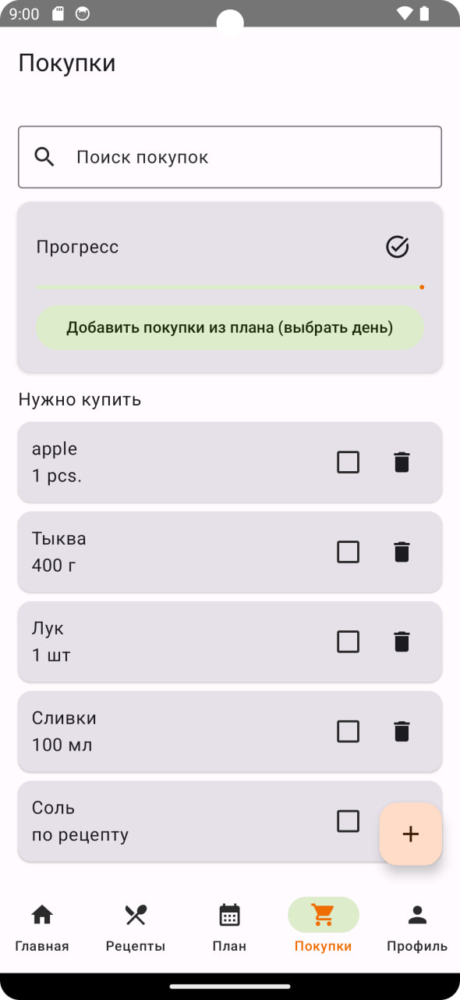 9:00
Покупки
Поиск покупок
Прогресс
Добавить покупки из плана (выбрать день)
Нужно купить
apple
1 pcs.
Тыква
400 г
Лук
1 шт
Сливки
100 мл
Соль
по рецепту
Главная Рецепты План Покупки Профиль